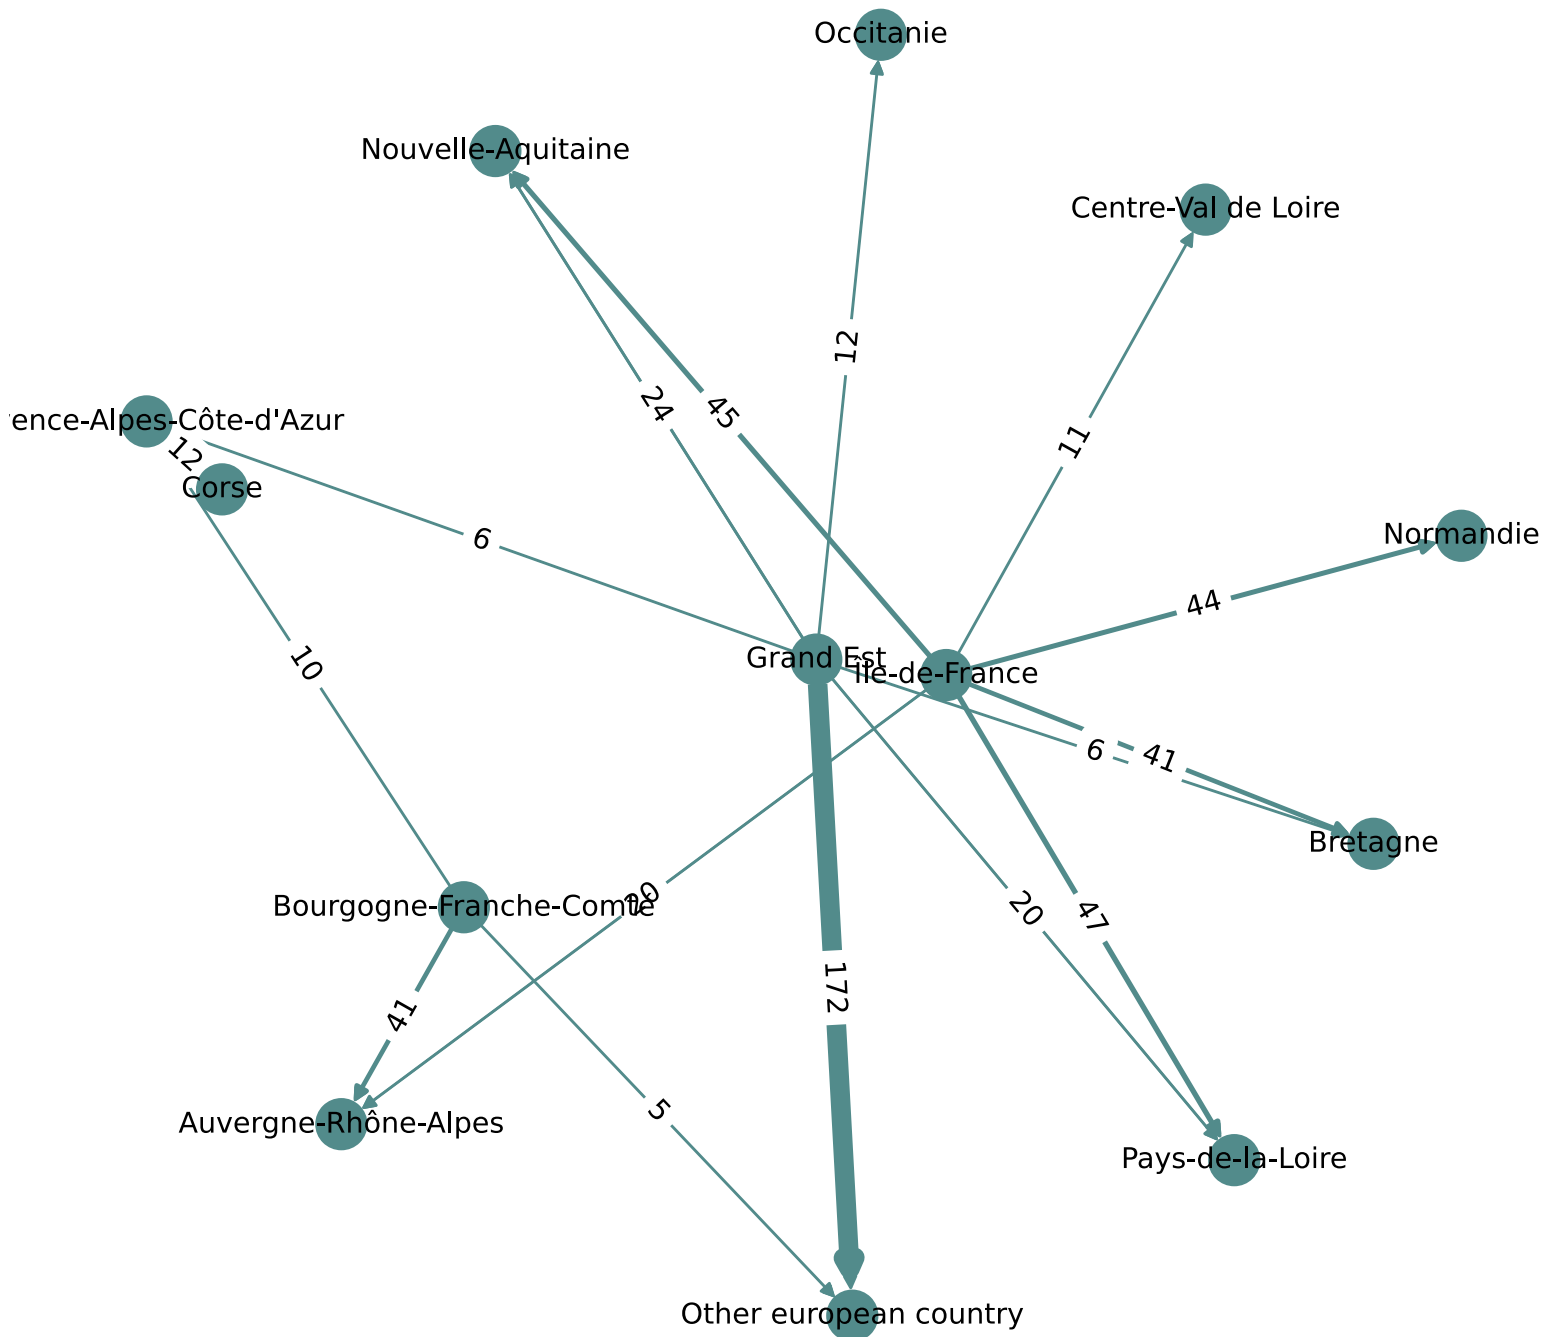 Occitanie
Nouvelle-Aquitaine
Centre-Val de Loire
12
24
45
11
vence-Alpes-Côte-d'Azur
12
Corse
6
Normandie
44
10
Grand Est
Île-de-France
6
41
Bretagne
20
Bourgogne-Franche-Comté
20
47
172
41
5
Auvergne-Rhône-Alpes
Pays-de-la-Loire
Other european country